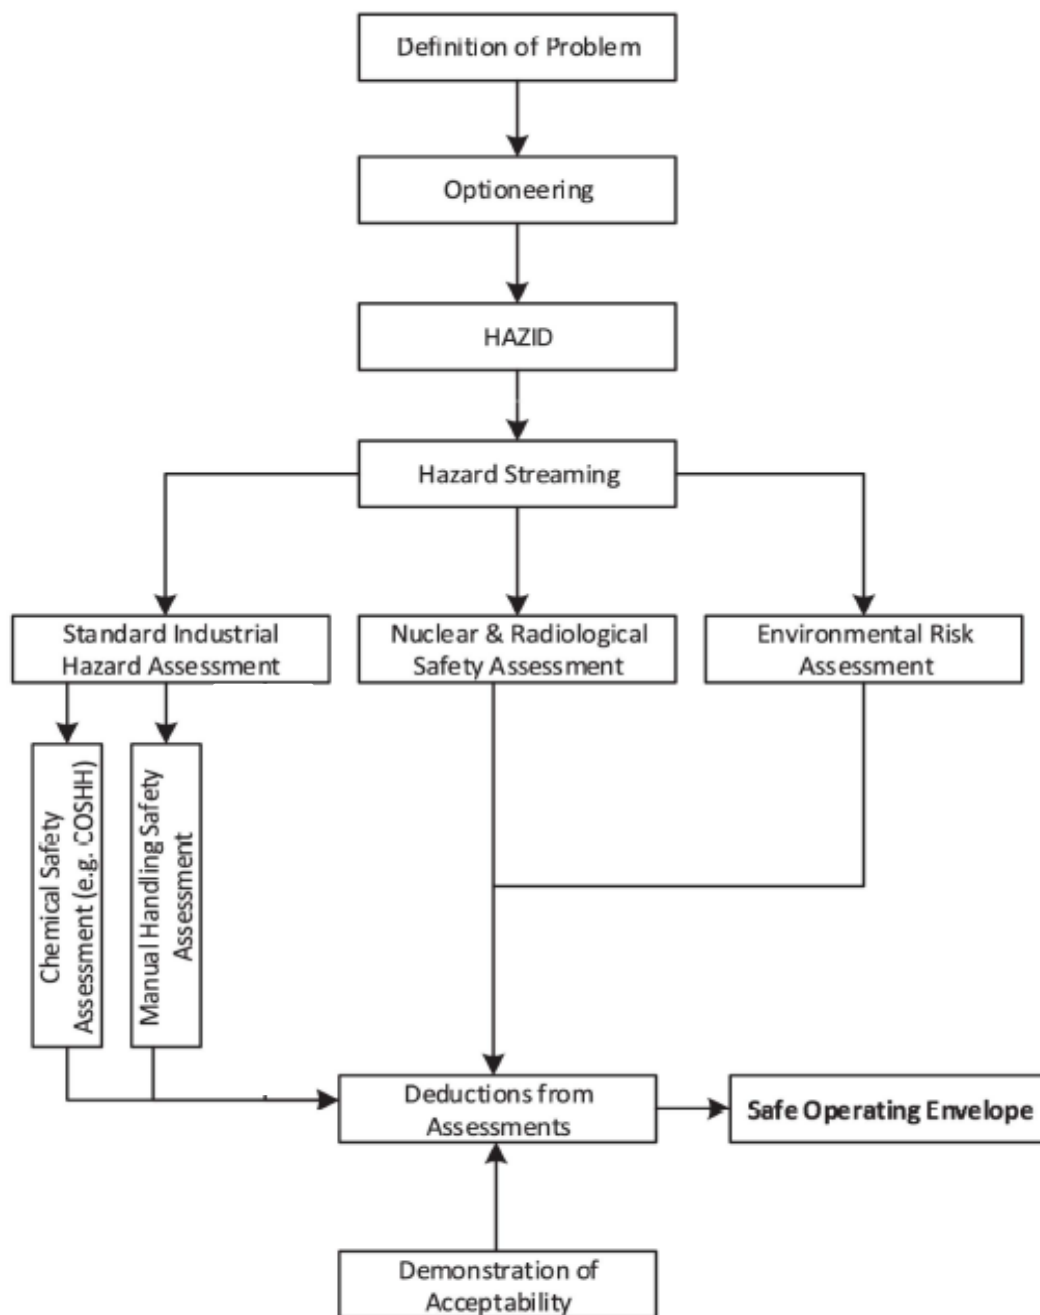 Definition of Problem
Optioneering
HAZID
Hazard Streaming
Standard Industrial
Hazard Assessment
Nuclear & Radiological
Safety Assessment
Environmental Risk
Assessment
Chemical Safety
Assessment (e.g. COSHH)
Manual Handling Safety
Assessment
Deductions from
Assessments
Safe Operating Envelope
Demonstration of
Acceptability